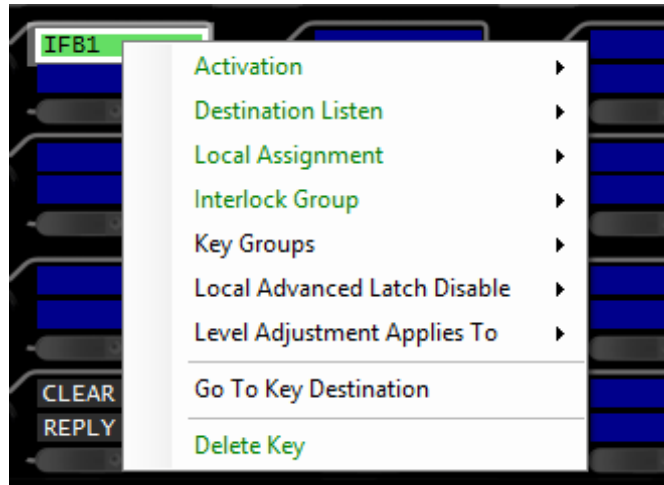 IFB1
Activation
Destination Listen
Local Assignment
Interlock Group
Key Groups
Local Advanced Latch Disable
Level Adjustment Applies To
Go To Key Destination
Delete Key
CLEAR
REPLY